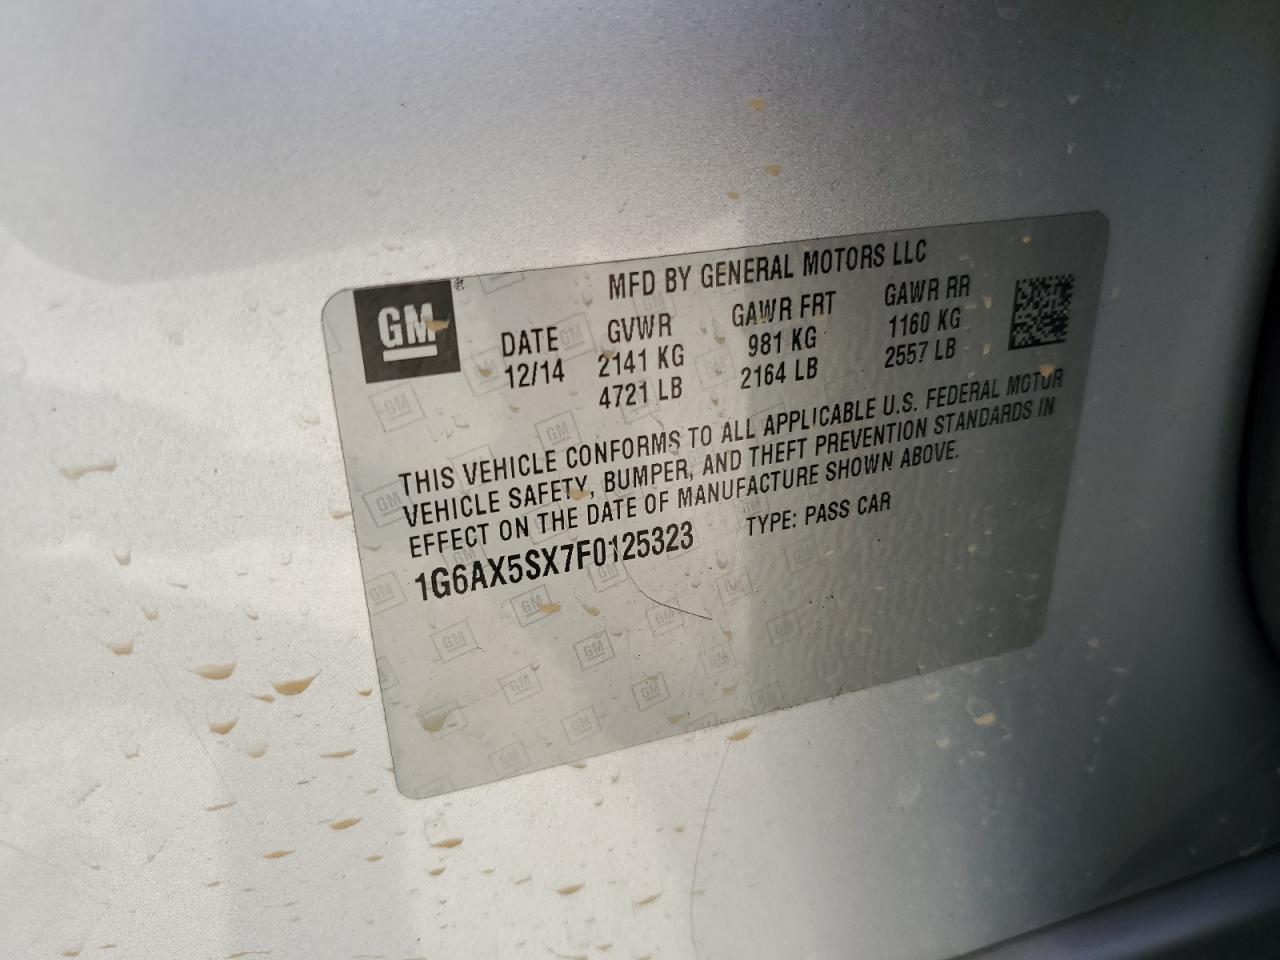 GM
MFD BY GENERAL MOTORS LLC
DATE GVWR GAWR FRT GAWR RR
12/14 2141 KG 981 KG 1160 KG
4721 LB 2164 LB 2557 LB
THIS VEHICLE CONFORMS TO ALL APPLICABLE U.S. FEDERAL MOTOR
VEHICLE SAFETY, BUMPER, AND THEFT PREVENTION STANDARDS IN
EFFECT ON THE DATE OF MANUFACTURE SHOWN ABOVE.
1G6AX5SX7F0125323 TYPE: PASS CAR